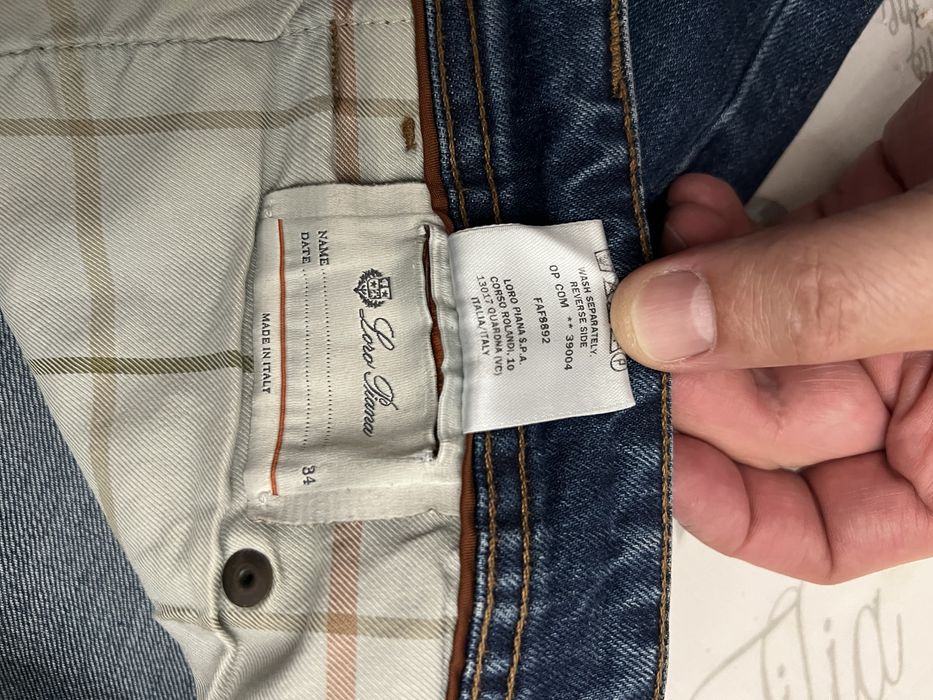 Loro Piana
NAME
DATE
34
MADE IN ITALY
WASH SEPARATELY.
REVERSE SIDE
OP COM ** 39004
FAF8892
LORO PIANA S.P.A.
CORSO ROLANDI, 10
13017 QUARONA (VC)
ITALIA/ITALY
P